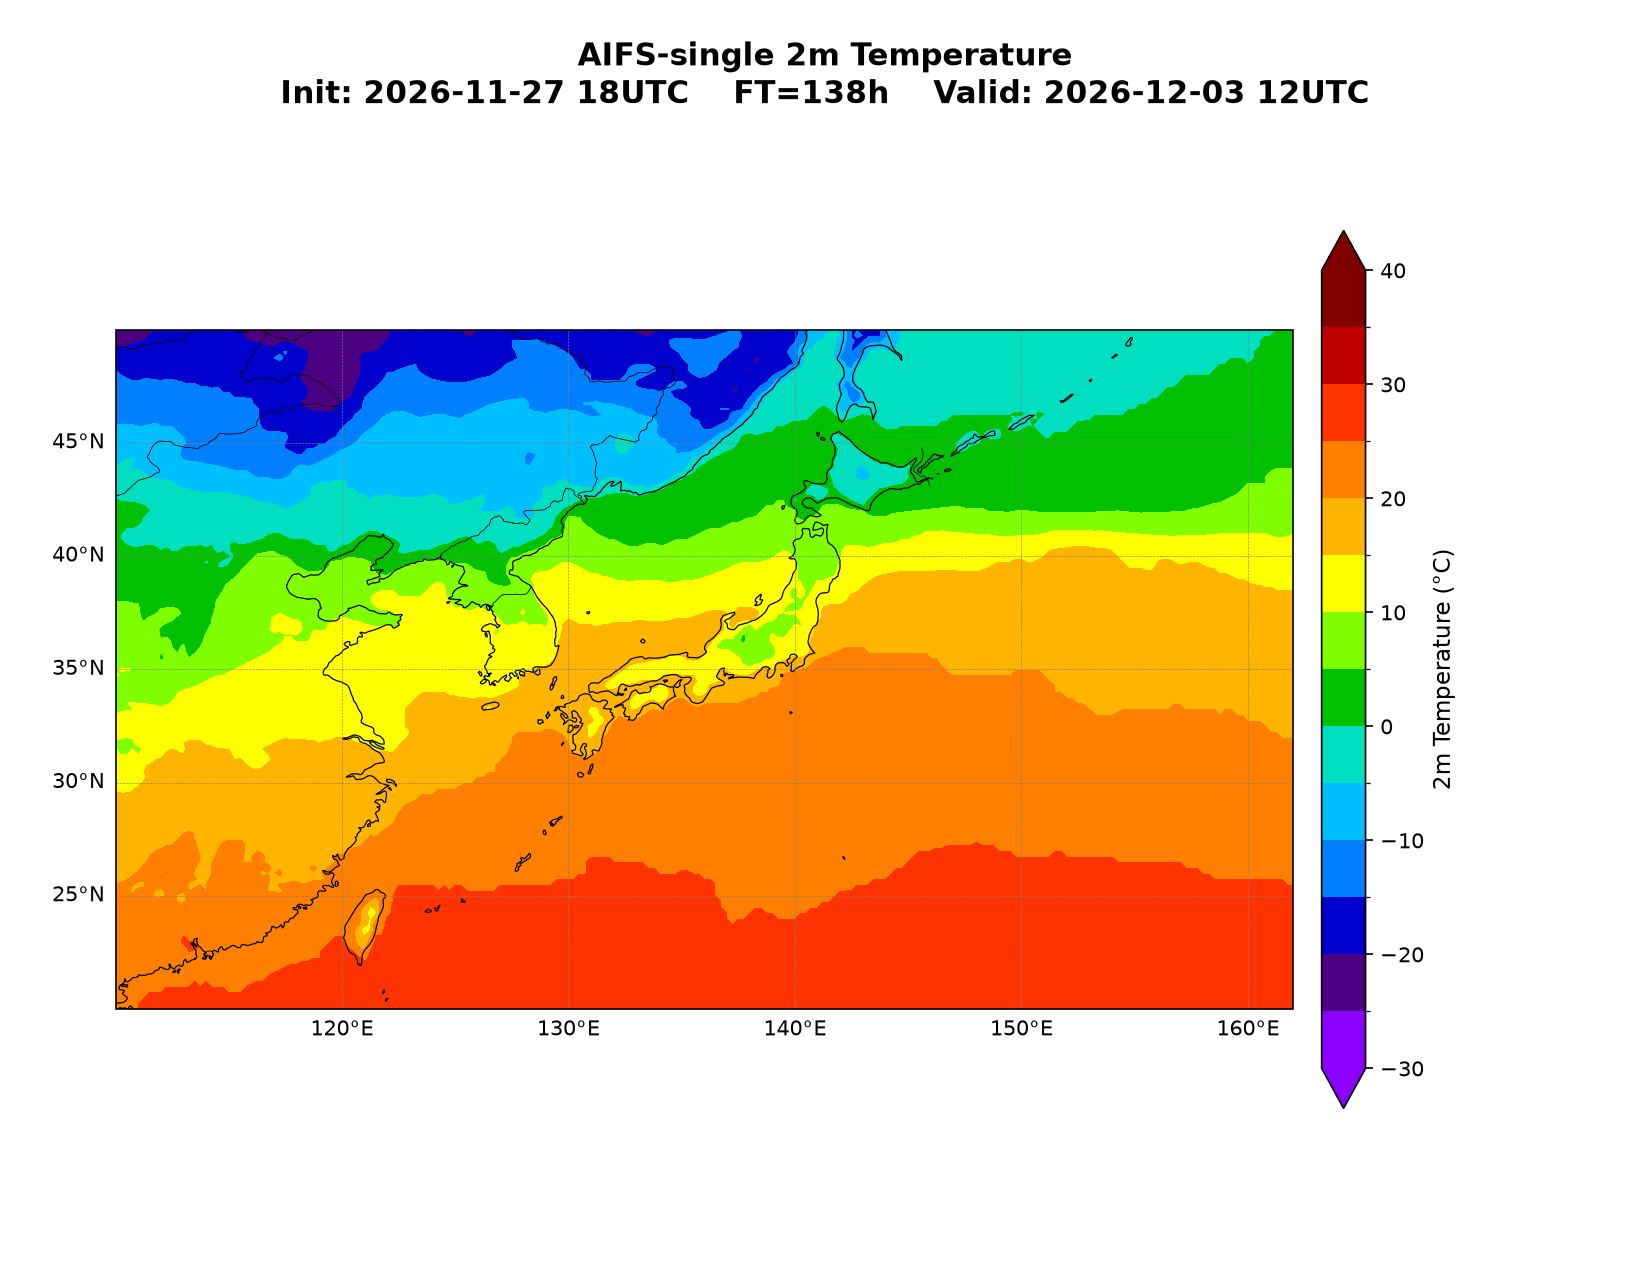 AIFS-single 2m Temperature
Init: 2026-11-27 18UTC    FT=138h    Valid: 2026-12-03 12UTC
45°N
40°N
35°N
30°N
25°N
120°E
130°E
140°E
150°E
160°E
40
30
20
10
0
−10
−20
−30
2m Temperature (°C)